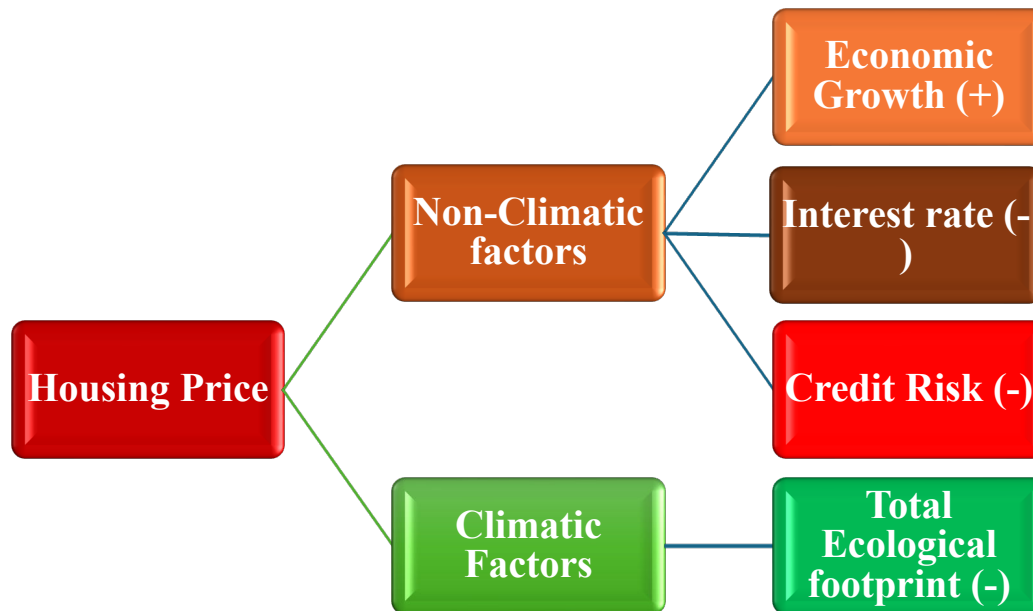 Housing Price
Non-Climatic
factors
Climatic
Factors
Economic
Growth (+)
Interest rate (-
)
Credit Risk (-)
Total
Ecological
footprint (-)